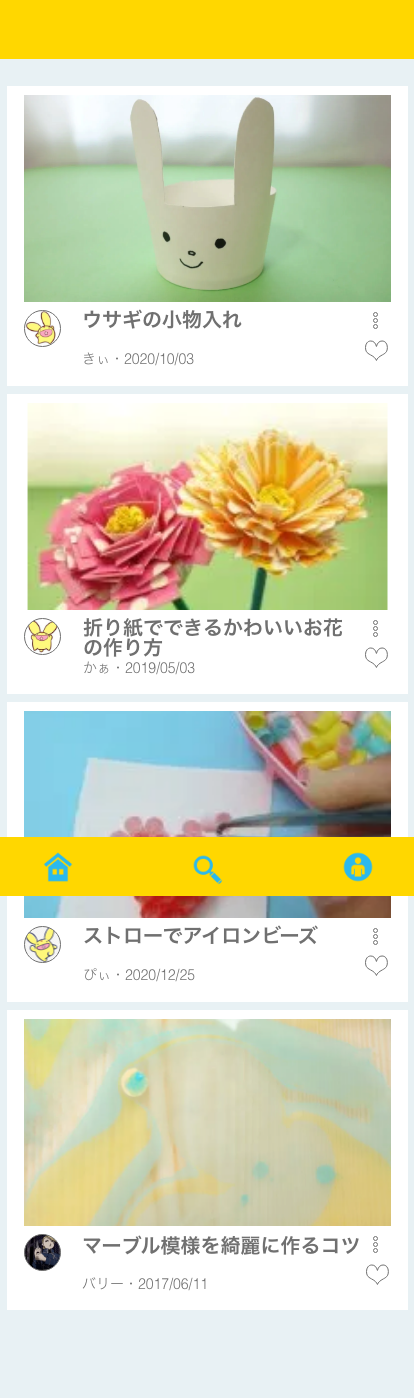 ウサギの小物入れ
きぃ・2020/10/03
折り紙でできるかわいいお花
の作り方
かぁ・2019/05/03
ストローでアイロンビーズ
ぴぃ・2020/12/25
マーブル模様を綺麗に作るコツ
バリー・2017/06/11